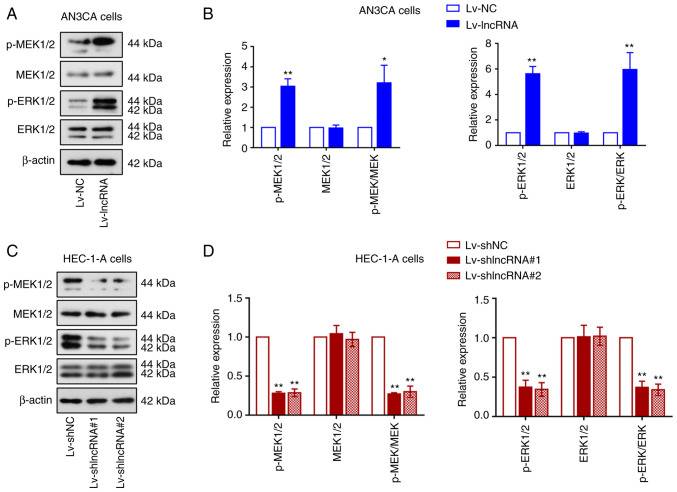 A
AN3CA cells
p-MEK1/2
44 kDa
MEK1/2
44 kDa
p-ERK1/2
44 kDa
42 kDa
ERK1/2
44 kDa
42 kDa
β-actin
42 kDa
Lv-NC
Lv-lncRNA
B
AN3CA cells
Lv-NC
Lv-lncRNA
Relative expression
5
4
3
2
1
0
**
*
p-MEK1/2
MEK1/2
p-MEK/MEK
Relative expression
8
6
4
2
0
**
**
p-ERK1/2
ERK1/2
p-ERK/ERK
C
HEC-1-A cells
p-MEK1/2
44 kDa
MEK1/2
44 kDa
p-ERK1/2
44 kDa
42 kDa
ERK1/2
44 kDa
42 kDa
β-actin
42 kDa
Lv-shNC
Lv-shlncRNA#1
Lv-shlncRNA#2
D
HEC-1-A cells
Lv-shNC
Lv-shlncRNA#1
Lv-shlncRNA#2
Relative expression
1.5
1.0
0.5
0.0
** **
** **
p-MEK1/2
MEK1/2
p-MEK/MEK
Relative expression
1.5
1.0
0.5
0.0
** **
** **
p-ERK1/2
ERK1/2
p-ERK/ERK